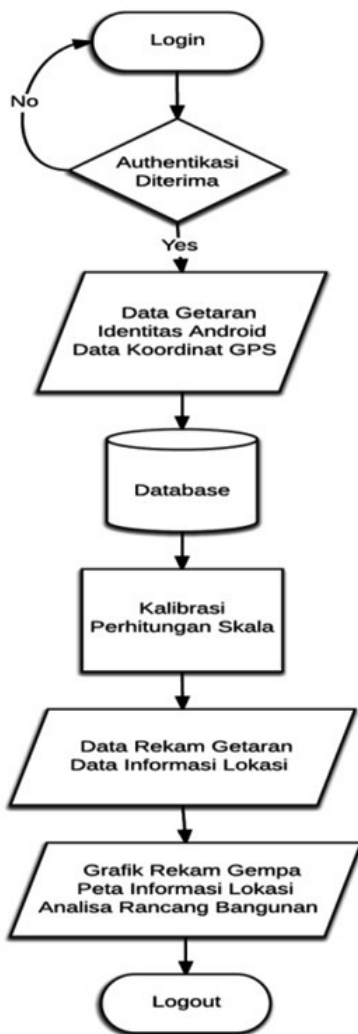 Login
No
Authentikasi
Diterima
Yes
Data Getaran
Identitas Android
Data Koordinat GPS
Database
Kalibrasi
Perhitungan Skala
Data Rekam Getaran
Data Informasi Lokasi
Grafik Rekam Gempa
Peta Informasi Lokasi
Analisa Rancang Bangunan
Logout